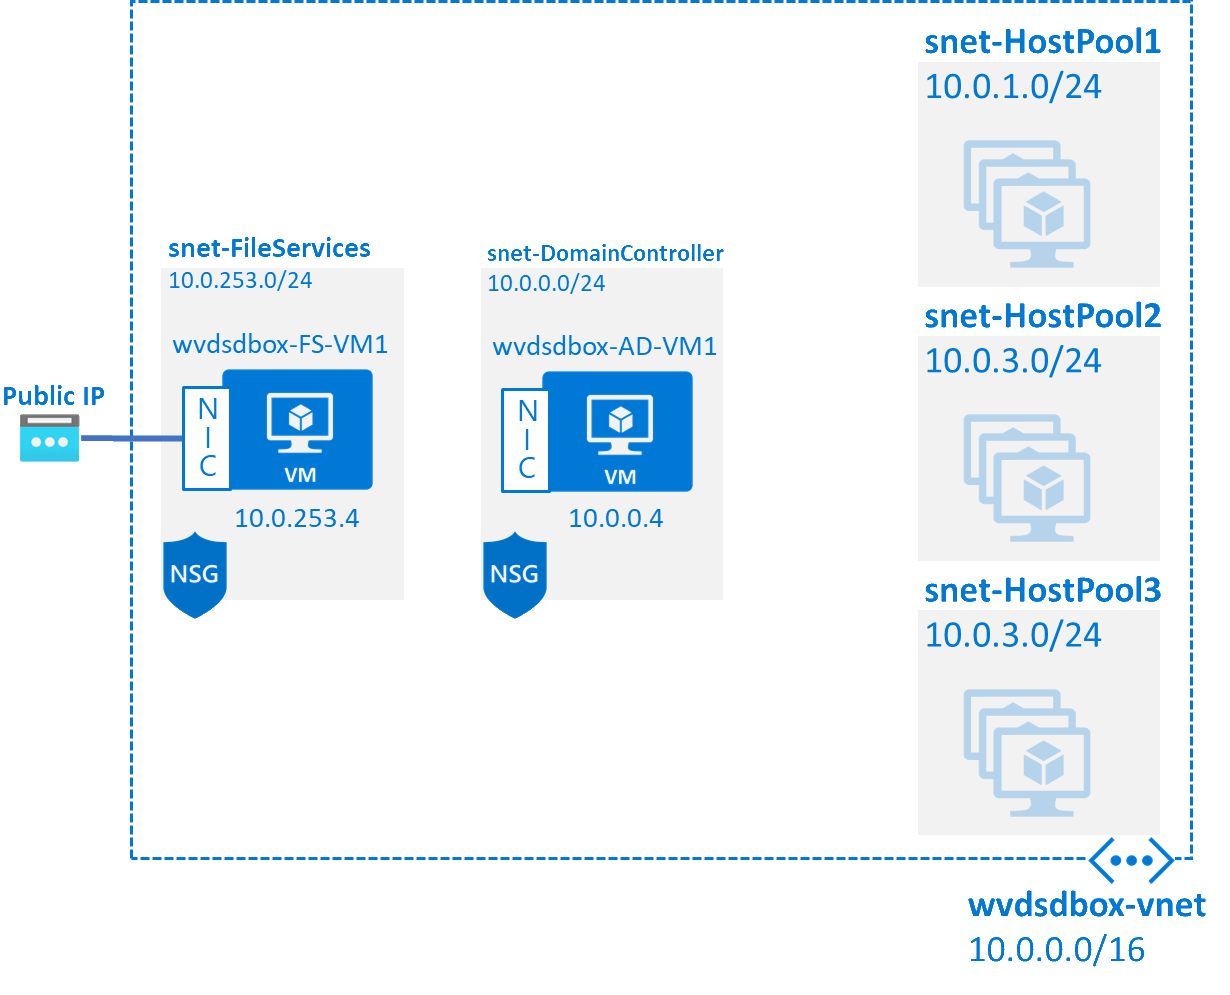 snet-HostPool1
10.0.1.0/24
snet-FileServices
10.0.253.0/24
wvdsdbox-FS-VM1
Public IP
NIC
VM
10.0.253.4
NSG
snet-DomainController
10.0.0.0/24
wvdsdbox-AD-VM1
NIC
VM
10.0.0.4
NSG
snet-HostPool2
10.0.3.0/24
snet-HostPool3
10.0.3.0/24
wvdsdbox-vnet
10.0.0.0/16